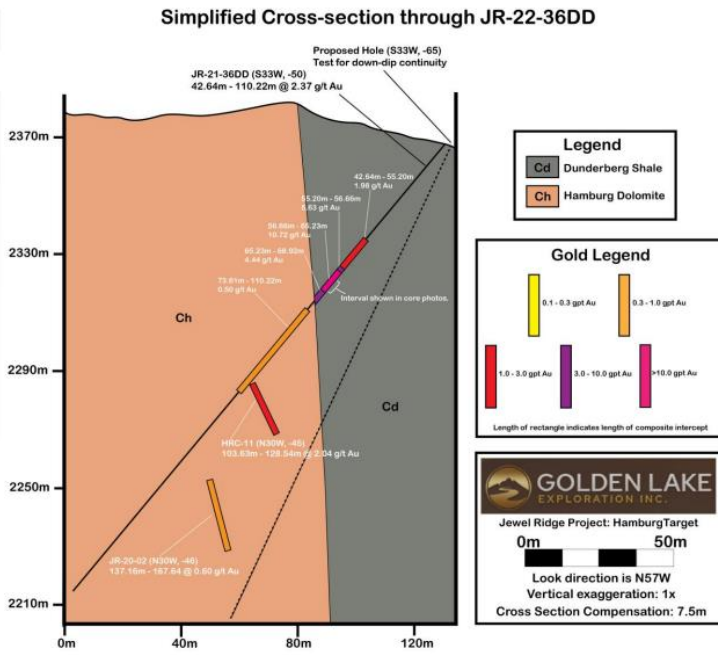 Simplified Cross-section through JR-22-36DD
Proposed Hole (S33W, -65)
Test for down-dip continuity
JR-21-36DD (S33W, -50)
42.64m - 110.22m @ 2.37 g/t Au
2370m
2330m
2290m
2250m
2210m
42.64m - 55.20m
1.98 g/t Au
55.20m - 56.66m
5.63 g/t Au
56.66m - 65.23m
10.72 g/t Au
65.23m - 68.92m
4.44 g/t Au
73.61m - 110.22m
0.50 g/t Au
Interval shown in core photos.
Ch
Cd
HRC-11 (N30W, -45)
103.63m - 128.54m @ 2.04 g/t Au
JR-20-02 (N30W, -46)
137.16m - 167.64 @ 0.60 g/t Au
0m
40m
80m
120m
Legend
Cd Dunderberg Shale
Ch Hamburg Dolomite
Gold Legend
0.1 - 0.3 gpt Au
0.3 - 1.0 gpt Au
1.0 - 3.0 gpt Au
3.0 - 10.0 gpt Au
>10.0 gpt Au
Length of rectangle indicates length of composite intercept
GOLDEN LAKE
EXPLORATION INC.
Jewel Ridge Project: HamburgTarget
0m 50m
Look direction is N57W
Vertical exaggeration: 1x
Cross Section Compensation: 7.5m